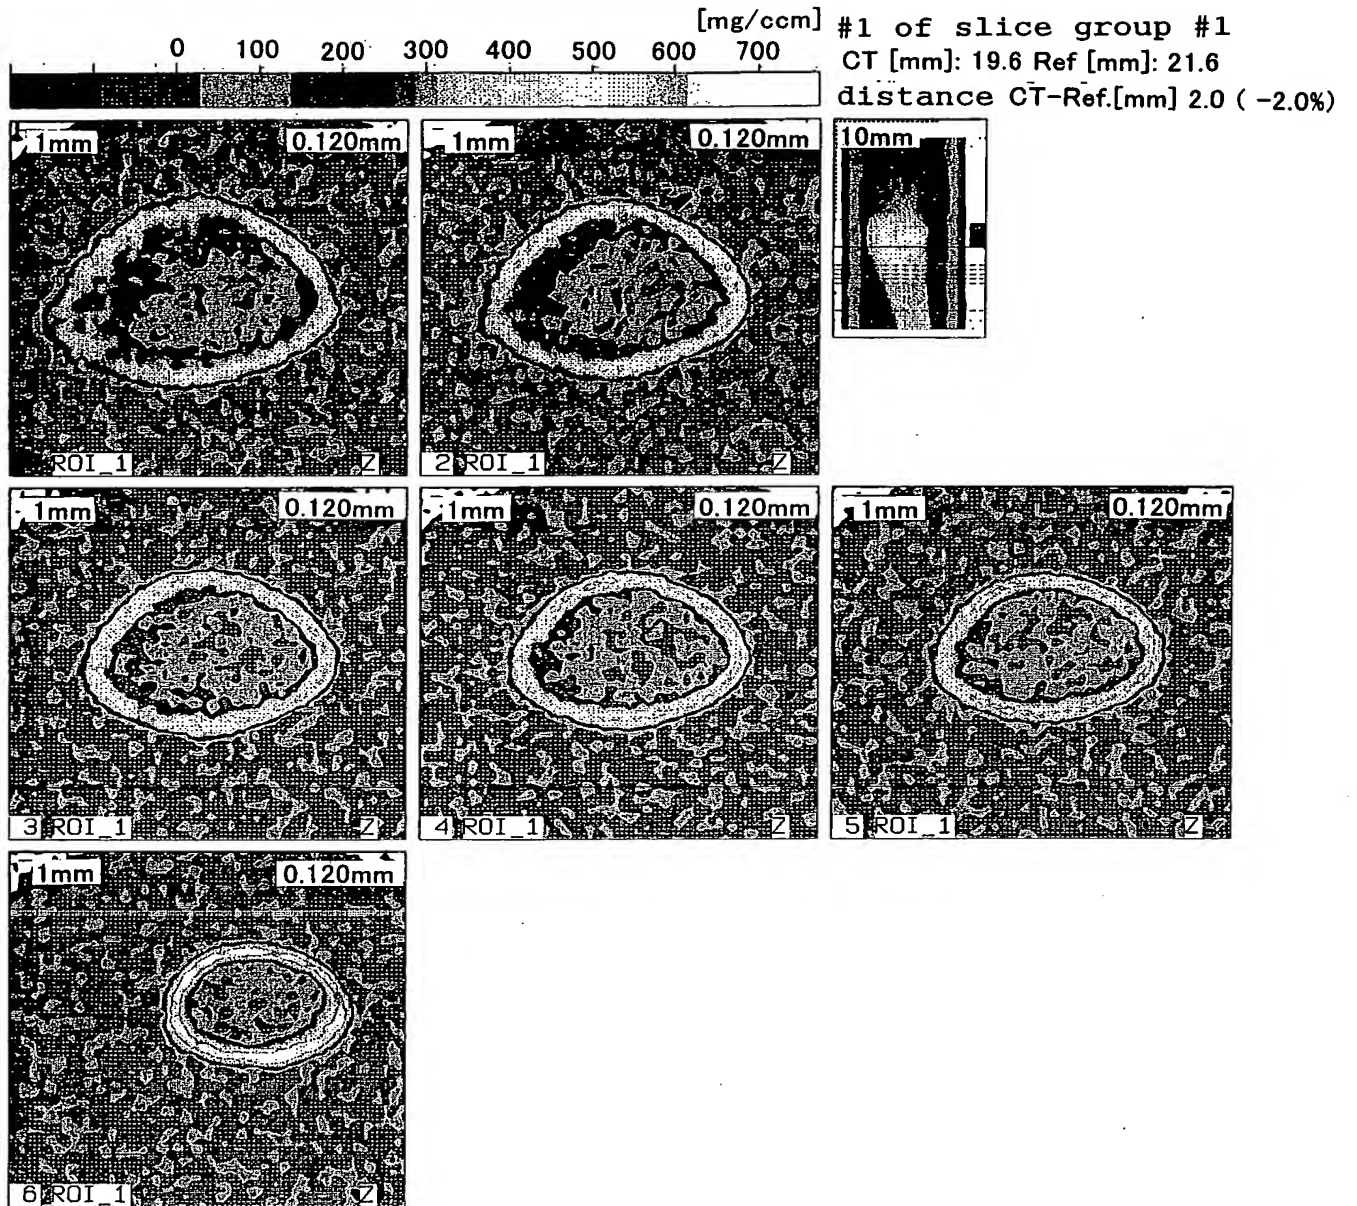 [mg/ccm]
0 100 200 300 400 500 600 700
#1 of slice group #1
CT [mm]: 19.6 Ref [mm]: 21.6
distance CT-Ref.[mm] 2.0 ( -2.0%)
1mm 0.120mm
ROI_1 Z
1mm 0.120mm
2 ROI_1 Z
10mm
1mm 0.120mm
3 ROI_1 Z
1mm 0.120mm
4 ROI_1 Z
1mm 0.120mm
5 ROI_1 Z
1mm 0.120mm
6 ROI_1 Z